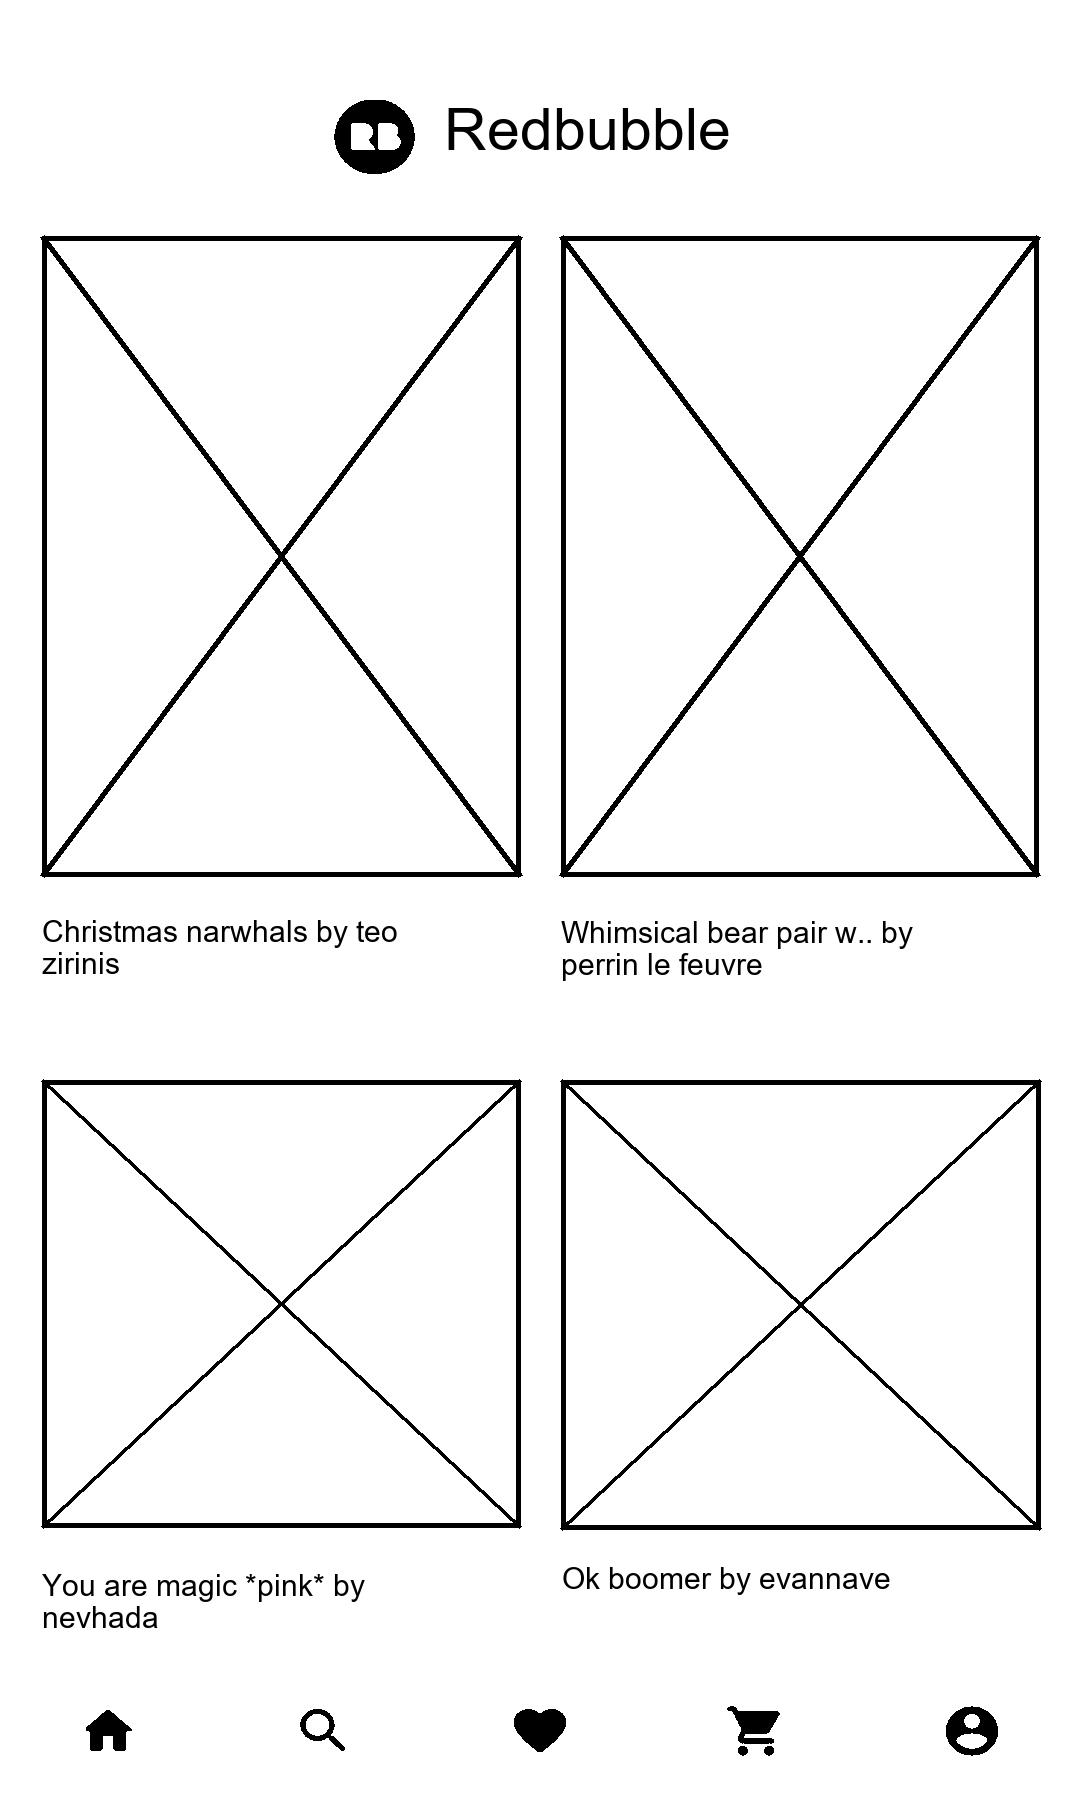 RB Redbubble
Christmas narwhals by teo
zirinis
Whimsical bear pair w.. by
perrin le feuvre
You are magic *pink* by
nevhada
Ok boomer by evannave